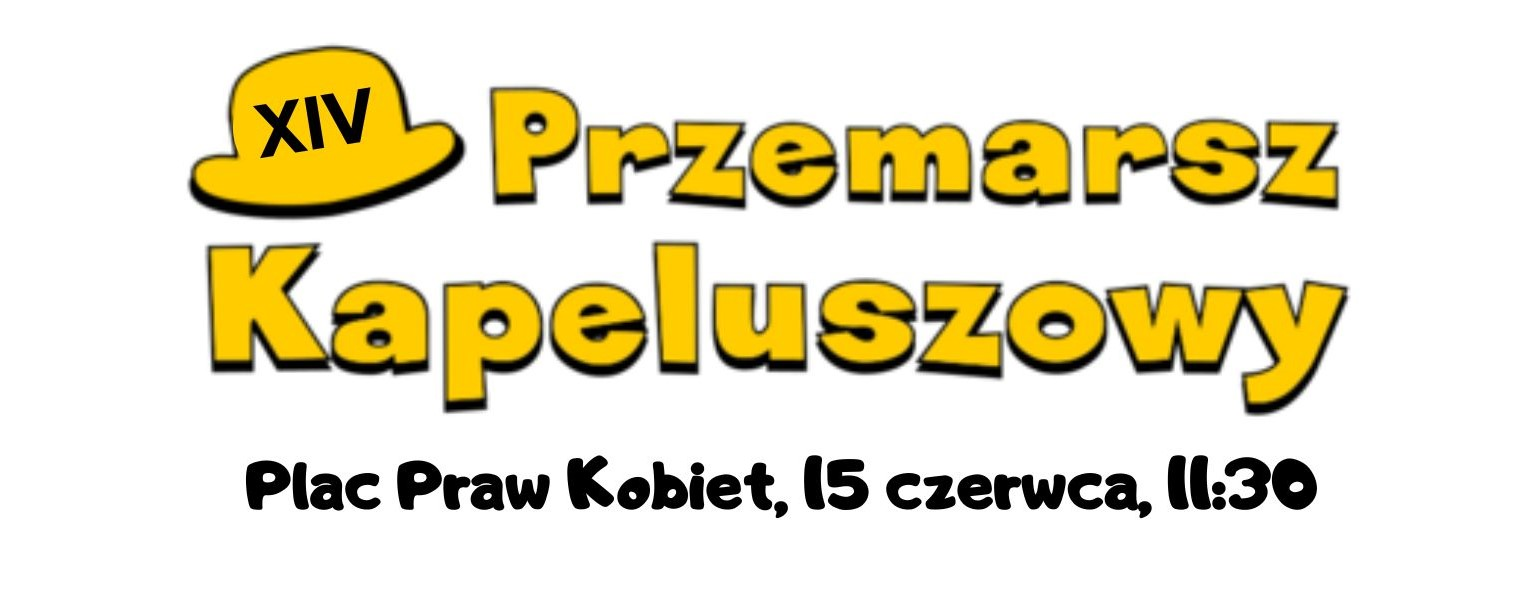 XIV Przemarsz
Kapeluszowy
Plac Praw Kobiet, 15 czerwca, 11:30